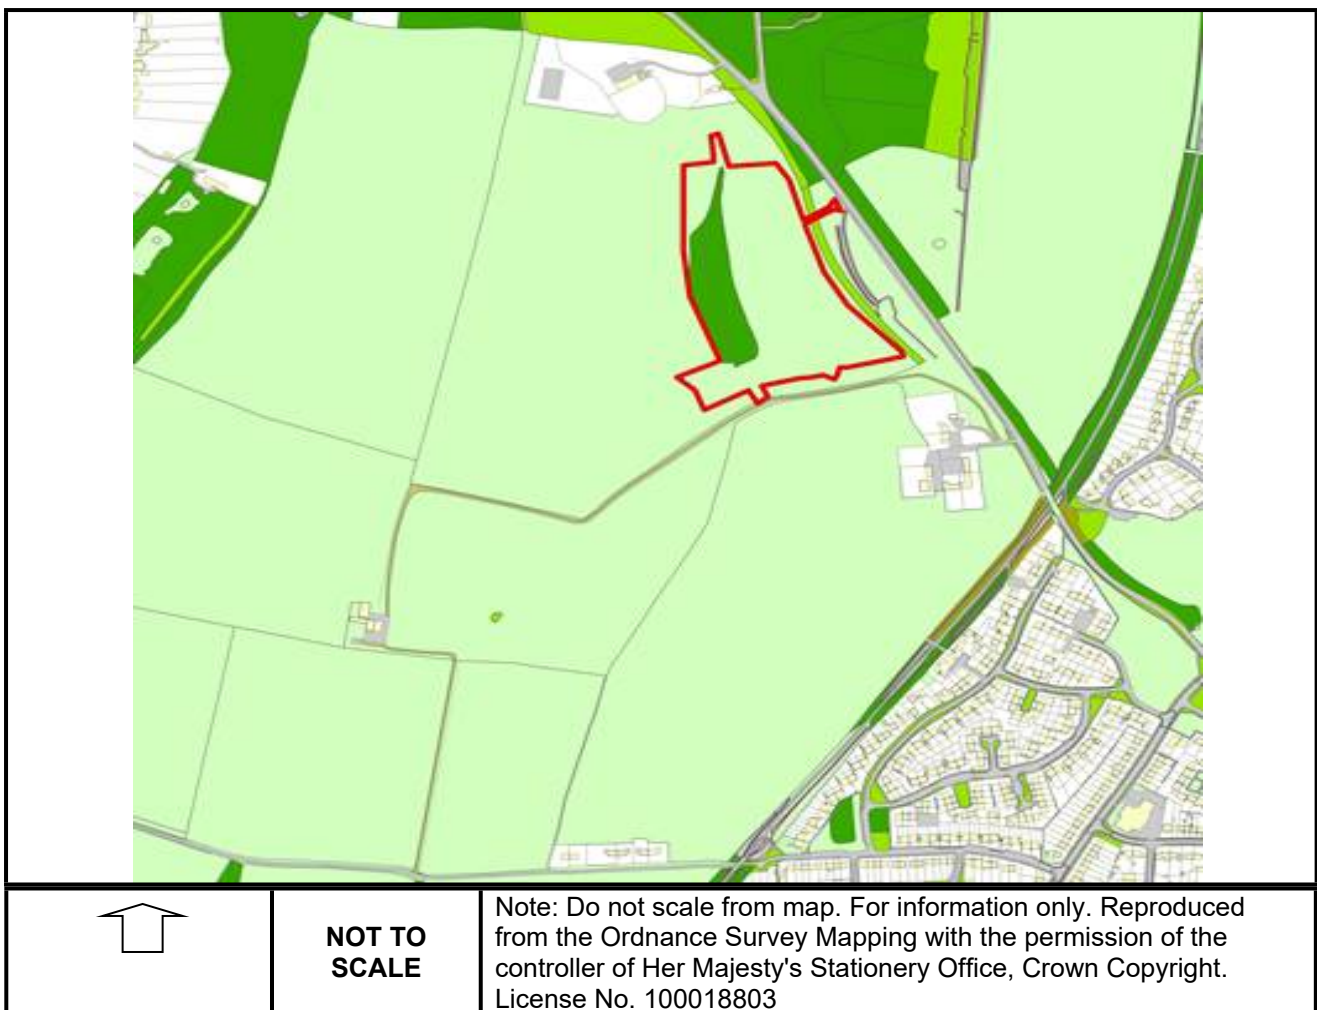 NOT TO
SCALE
Note: Do not scale from map. For information only. Reproduced
from the Ordnance Survey Mapping with the permission of the
controller of Her Majesty's Stationery Office, Crown Copyright.
License No. 100018803